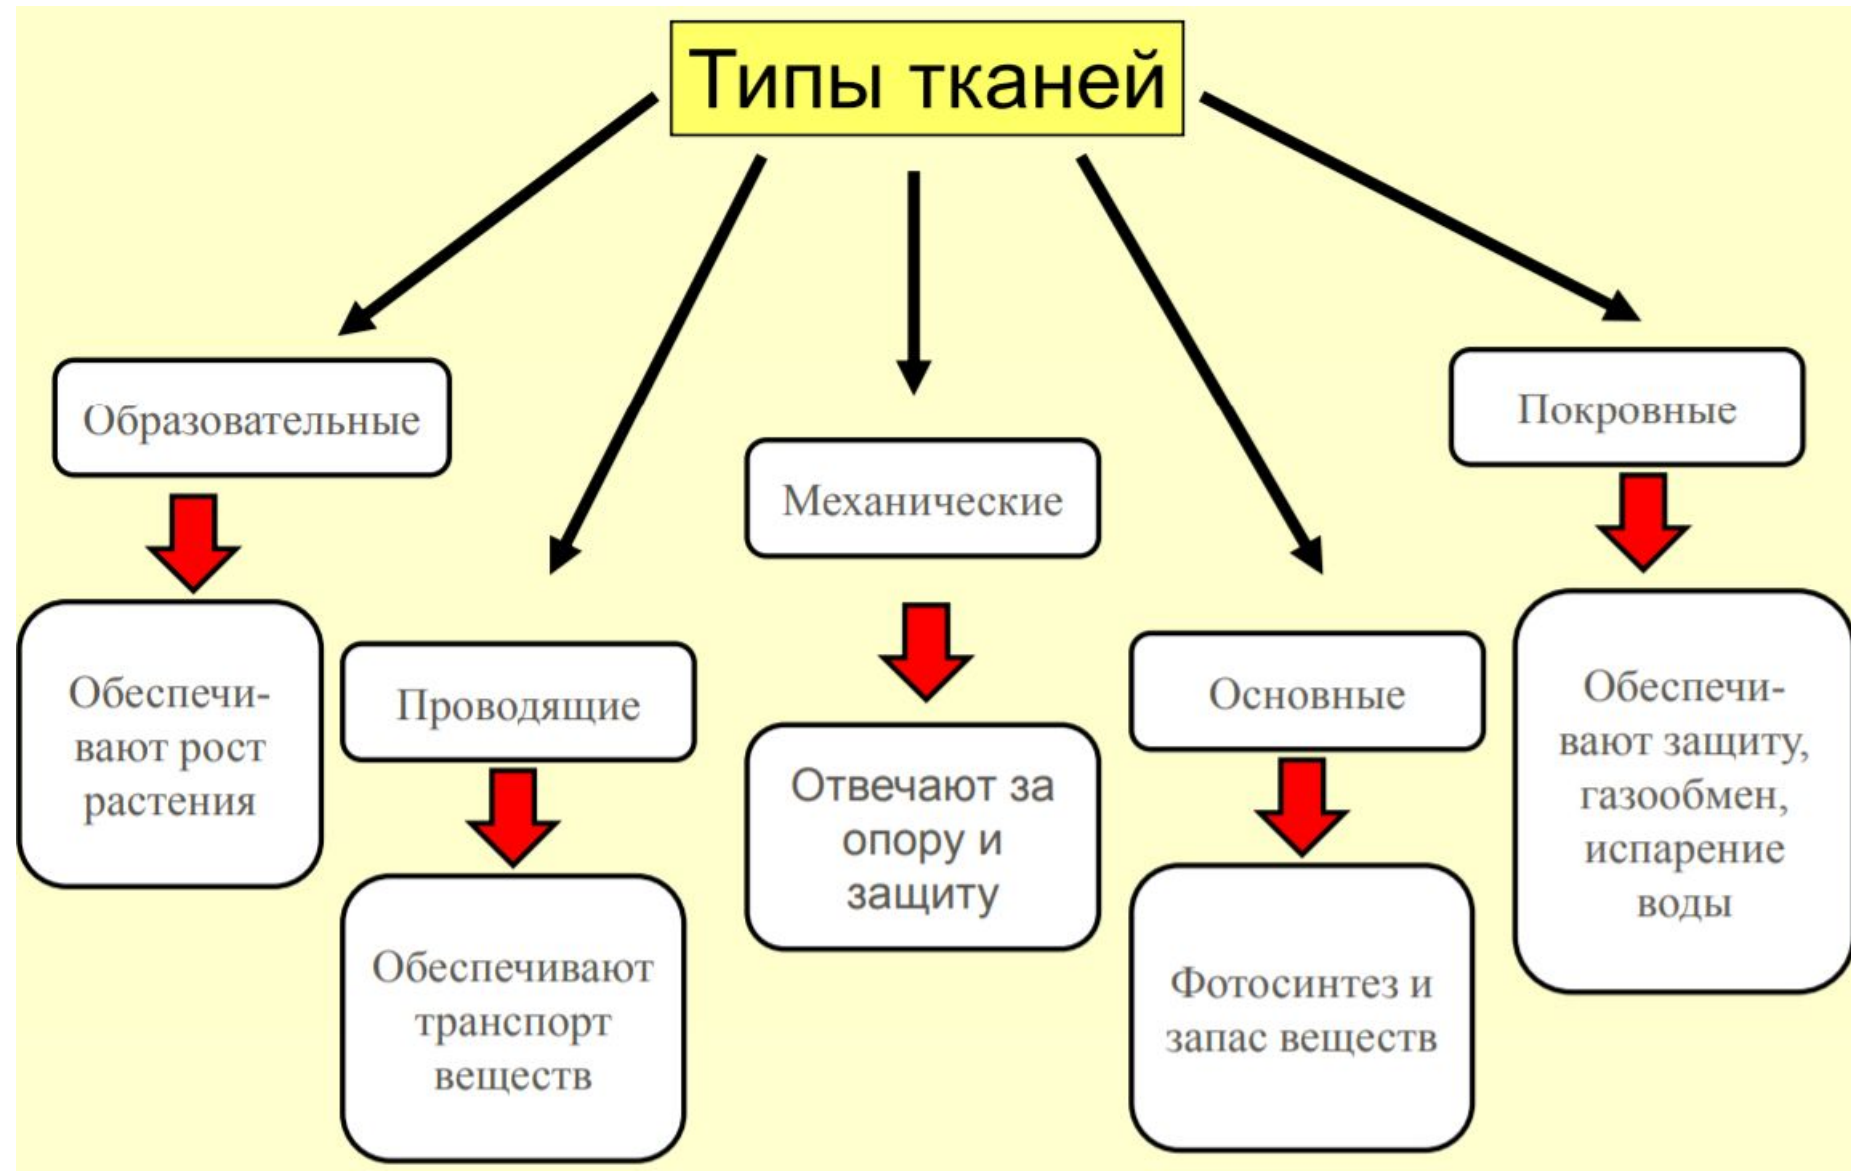 Типы тканей
Образовательные
Обеспечи-
вают рост
растения
Проводящие
Обеспечивают
транспорт
веществ
Механические
Отвечают за
опору и
защиту
Основные
Фотосинтез и
запас веществ
Покровные
Обеспечи-
вают защиту,
газообмен,
испарение
воды